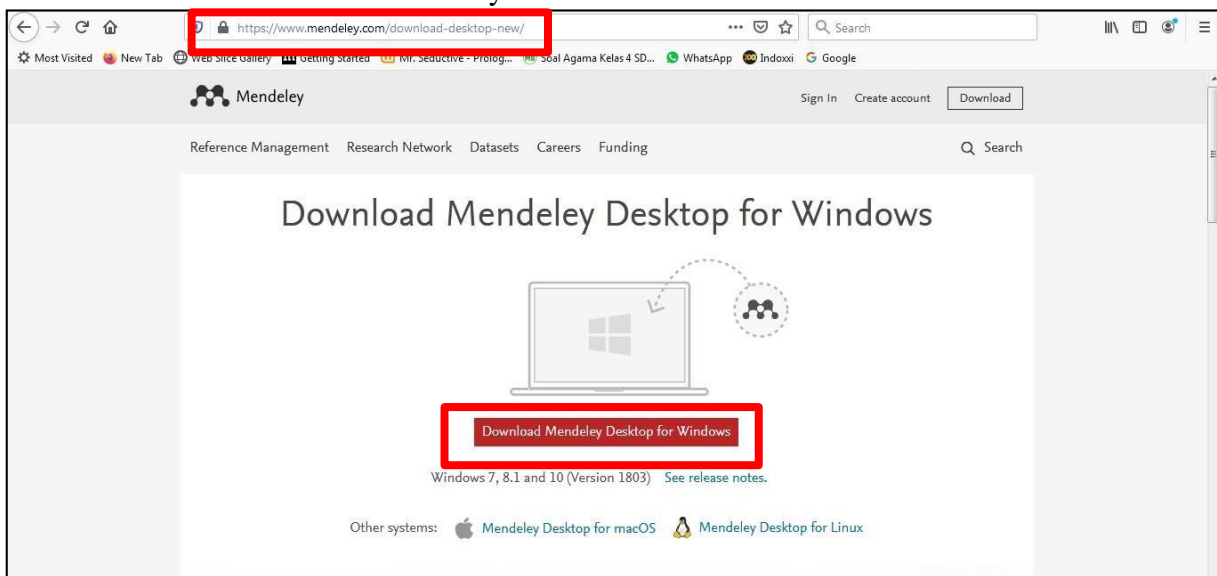 https://www.mendeley.com/download-desktop-new/ Search
Most Visited New Tab Web Slice Gallery Getting Started Mr. Seductive - Prolog... Soal Agama Kelas 4 SD... WhatsApp Indoxxi Google
Mendeley Sign In Create account Download
Reference Management Research Network Datasets Careers Funding Search
Download Mendeley Desktop for Windows
Download Mendeley Desktop for Windows
Windows 7, 8.1 and 10 (Version 1803) See release notes.
Other systems: Mendeley Desktop for macOS Mendeley Desktop for Linux